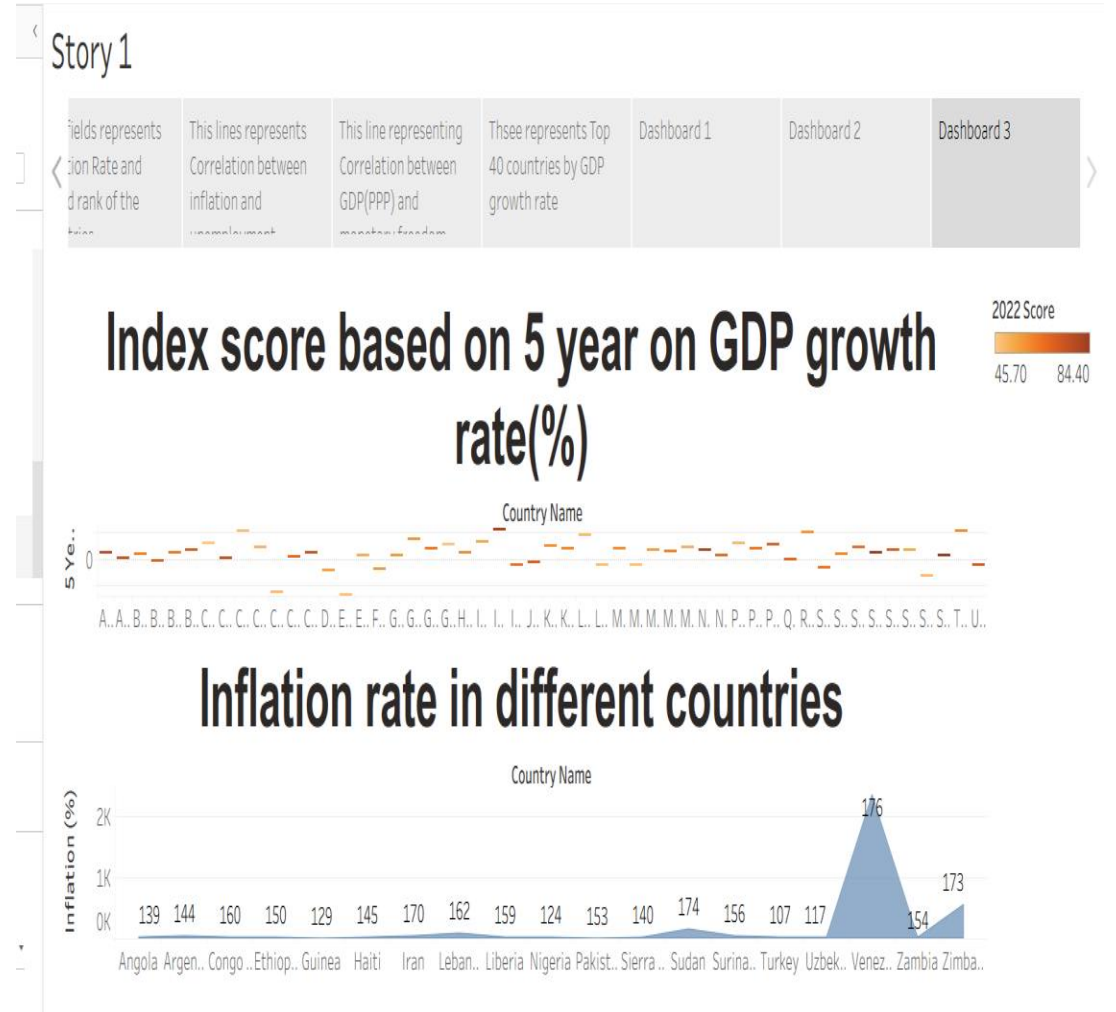 Story 1
fields represents
tion Rate and
d rank of the
This lines represents
Correlation between
inflation and
unemployment
This line representing
Correlation between
GDP(PPP) and
monetary freedom
Thsee represents Top
40 countries by GDP
growth rate
Dashboard 1
Dashboard 2
Dashboard 3
Index score based on 5 year on GDP growth
rate(%)
2022 Score
45.70 84.40
Country Name
5 Ye..
0
A.. A.. B.. B.. B.. B.. C.. C.. C.. C.. C.. C.. C.. D.. E.. E.. F.. G.. G.. G.. G.. H.. I.. I.. I.. J.. K.. K.. L.. L.. M. M. M. M. M. N. N. P.. P.. P.. Q. R.. S.. S.. S.. S.. S.. S.. S.. S.. T.. U..
Inflation rate in different countries
Country Name
Inflation (%)
2K
1K
0K
139 144 160 150 129 145 170 162 159 124 153 140 174 156 107 117 176 154 173
Angola Argen.. Congo .. Ethiop.. Guinea Haiti Iran Leban.. Liberia Nigeria Pakist.. Sierra .. Sudan Surina.. Turkey Uzbek.. Venez.. Zambia Zimba..